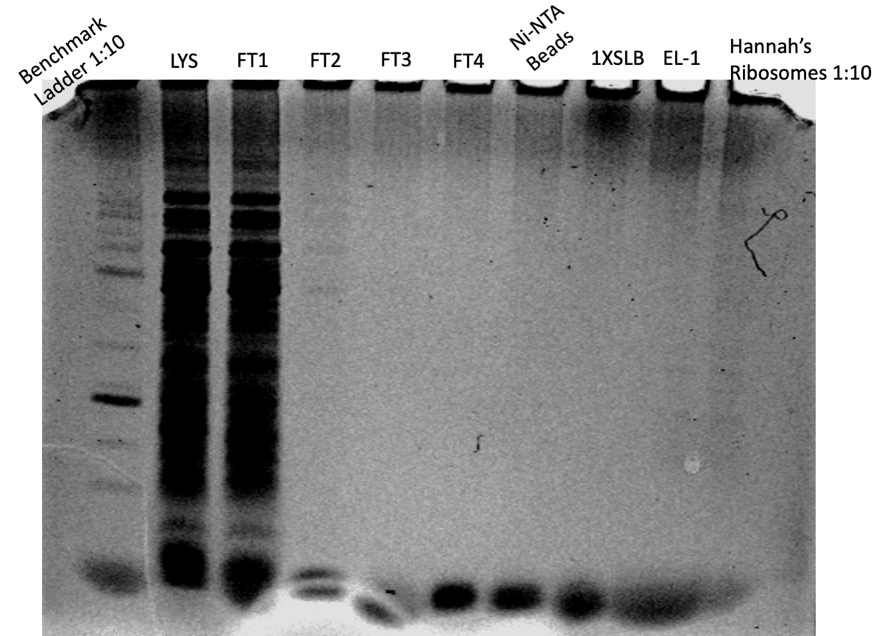 Benchmark
Ladder 1:10
LYS
FT1
FT2
FT3
FT4
Ni-NTA
Beads
1XSLB
EL-1
Hannah’s
Ribosomes 1:10